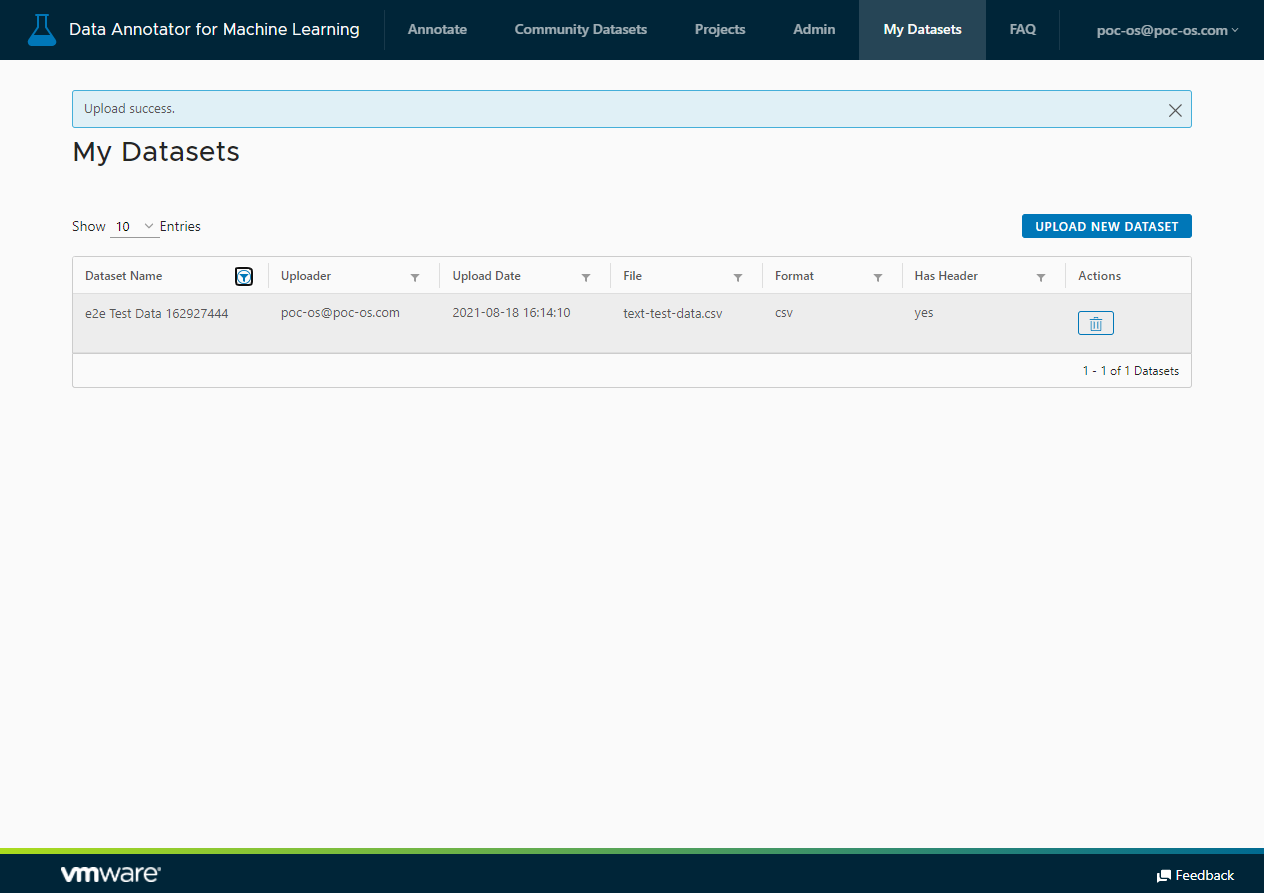 Data Annotator for Machine Learning Annotate Community Datasets Projects Admin My Datasets FAQ poc-os@poc-os.com
Upload success.
My Datasets
Show 10 Entries UPLOAD NEW DATASET
Dataset Name Uploader Upload Date File Format Has Header Actions
e2e Test Data 162927444 poc-os@poc-os.com 2021-08-18 16:14:10 text-test-data.csv csv yes
1 - 1 of 1 Datasets
vmware Feedback